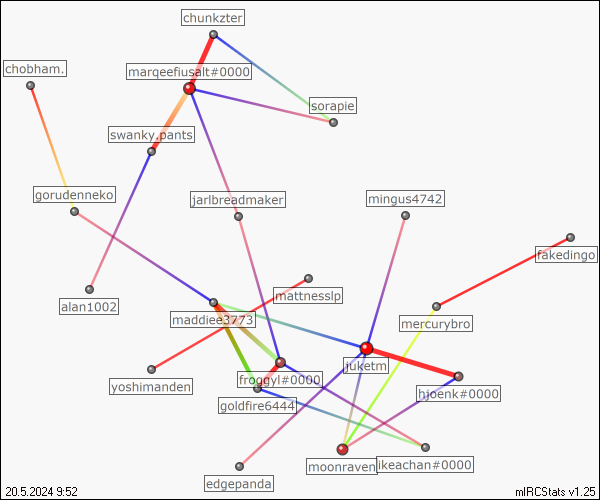 chunkzter
chobham.
marqeefiusalt#0000
sorapie
swanky.pants
gorudenneko
jarlbreadmaker
mingus4742
fakedingo
alan1002
mattnesslp
maddiee3773
mercurybro
juketm
yoshimanden
froggyl#0000
hjoenk#0000
goldfire6444
moonraven
ikeachan#0000
edgepanda
20.5.2024 9:52
mIRCStats v1.25